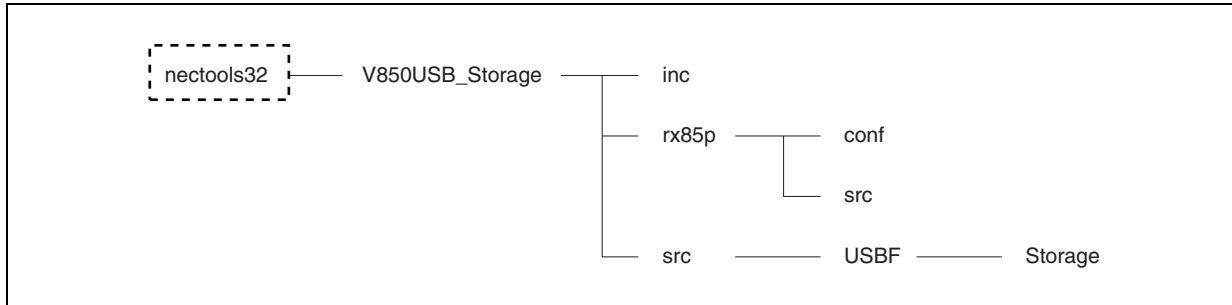 nectools32 V850USB_Storage inc
rx85p conf
src
src USBF Storage